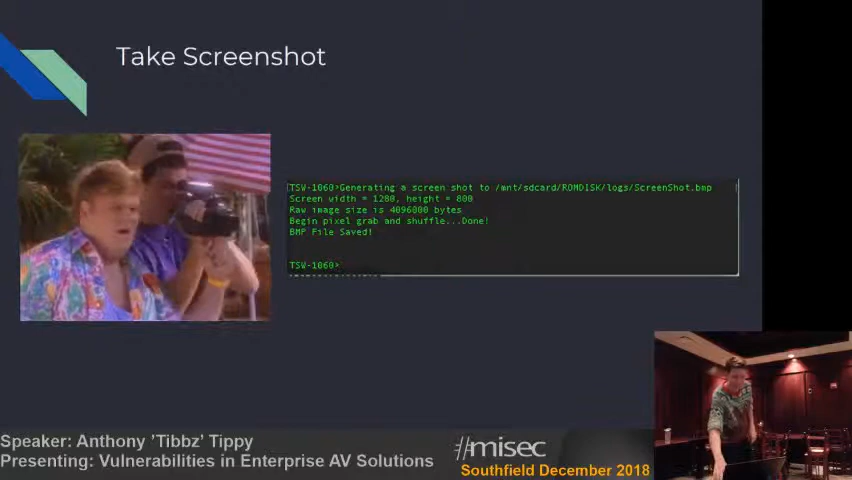 Take Screenshot
TSW-1060>Generating a screen shot to /mnt/sdcard/ROMDISK/logs/ScreenShot.bmp
Screen width = 1280, height = 800
Raw image size is 4096000 bytes
Begin pixel grab and shuffle...Done!
BMP File Saved!
TSW-1060>
Speaker: Anthony 'Tibbz' Tippy
Presenting: Vulnerabilities in Enterprise AV Solutions
//misec
Southfield December 2018